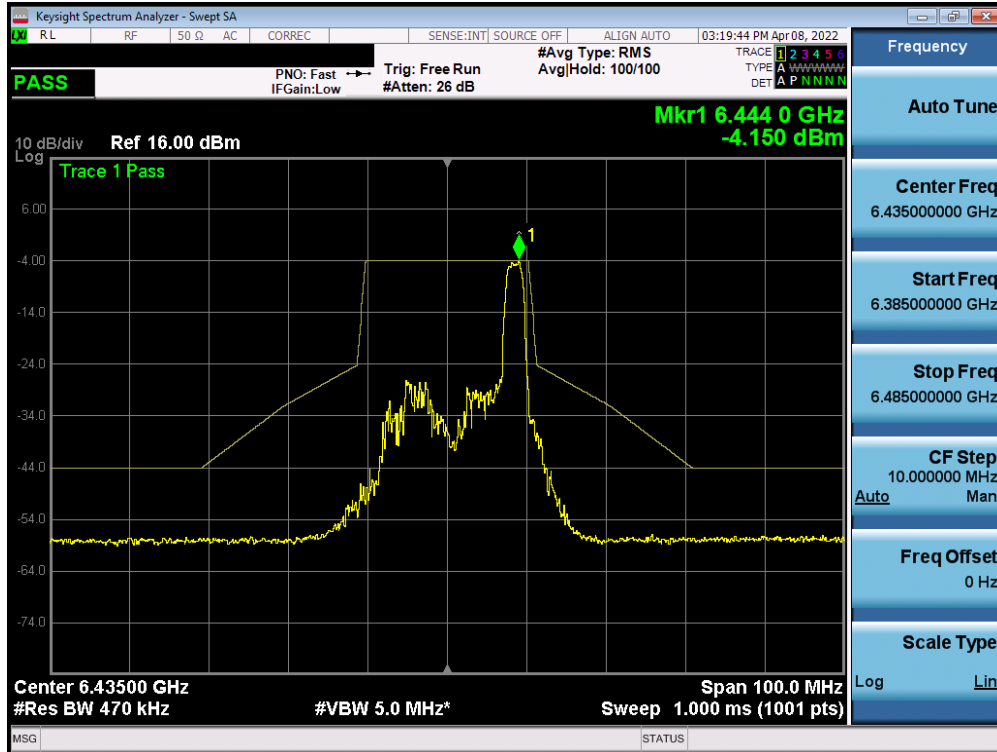 Keysight Spectrum Analyzer - Swept SA
LXI RL RF 50 Ω AC CORREC SENSE:INT SOURCE OFF ALIGN AUTO 03:19:44 PM Apr 08, 2022
PASS
PNO: Fast
IFGain:Low
Trig: Free Run
#Atten: 26 dB
#Avg Type: RMS
Avg|Hold: 100/100
TRACE 1 2 3 4 5 6
TYPE A WWWWW
DET A P N N N N
Mkr1 6.444 0 GHz
-4.150 dBm
10 dB/div Ref 16.00 dBm
Log
Trace 1 Pass
1
6.00
-4.00
-14.0
-24.0
-34.0
-44.0
-54.0
-64.0
-74.0
Center 6.43500 GHz
Span 100.0 MHz
#Res BW 470 kHz
#VBW 5.0 MHz*
Sweep 1.000 ms (1001 pts)
MSG
STATUS
Frequency
Auto Tune
Center Freq
6.435000000 GHz
Start Freq
6.385000000 GHz
Stop Freq
6.485000000 GHz
CF Step
10.000000 MHz
Auto Man
Freq Offset
0 Hz
Scale Type
Log Lin